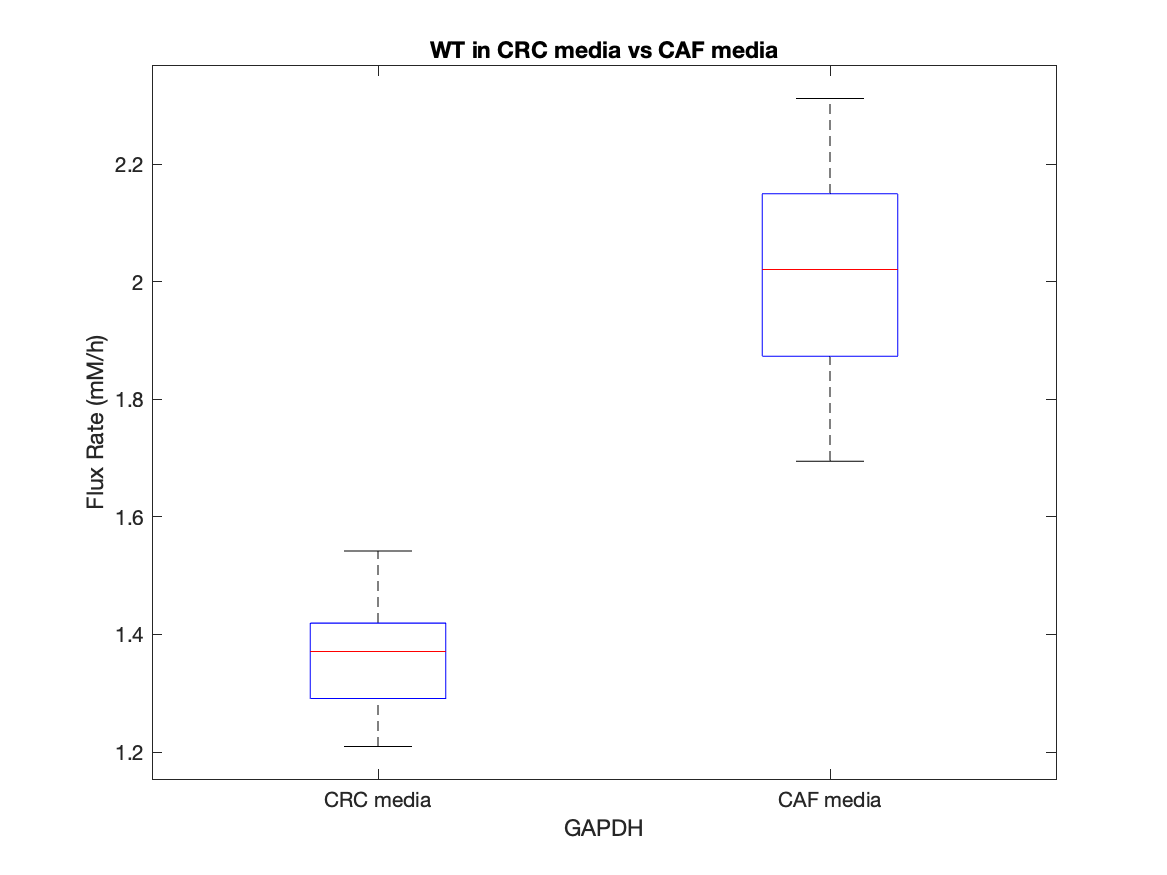 WT in CRC media vs CAF media
Flux Rate (mM/h)
2.2
2
1.8
1.6
1.4
1.2
CRC media
CAF media
GAPDH